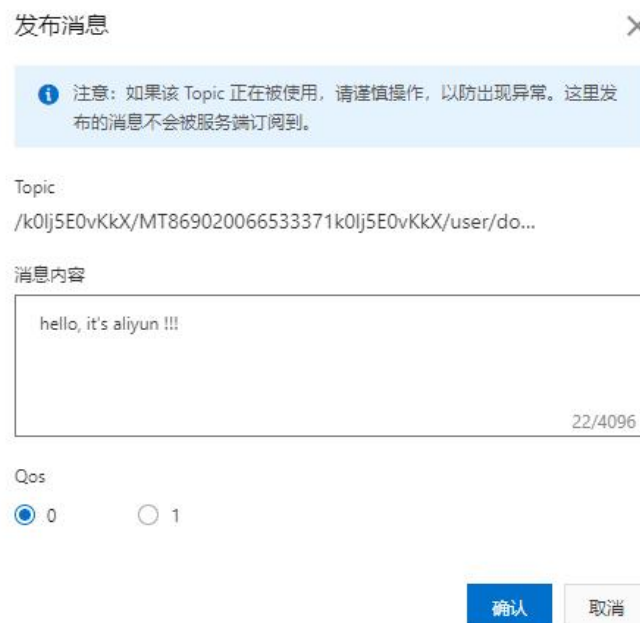 发布消息
注意：如果该 Topic 正在被使用，请谨慎操作，以防出现异常。这里发
布的消息不会被服务端订阅到。
Topic
/k0lj5E0vKkX/MT869020066533371k0lj5E0vKkX/user/do...
消息内容
hello, it's aliyun !!!
22/4096
Qos
0 1
确认 取消